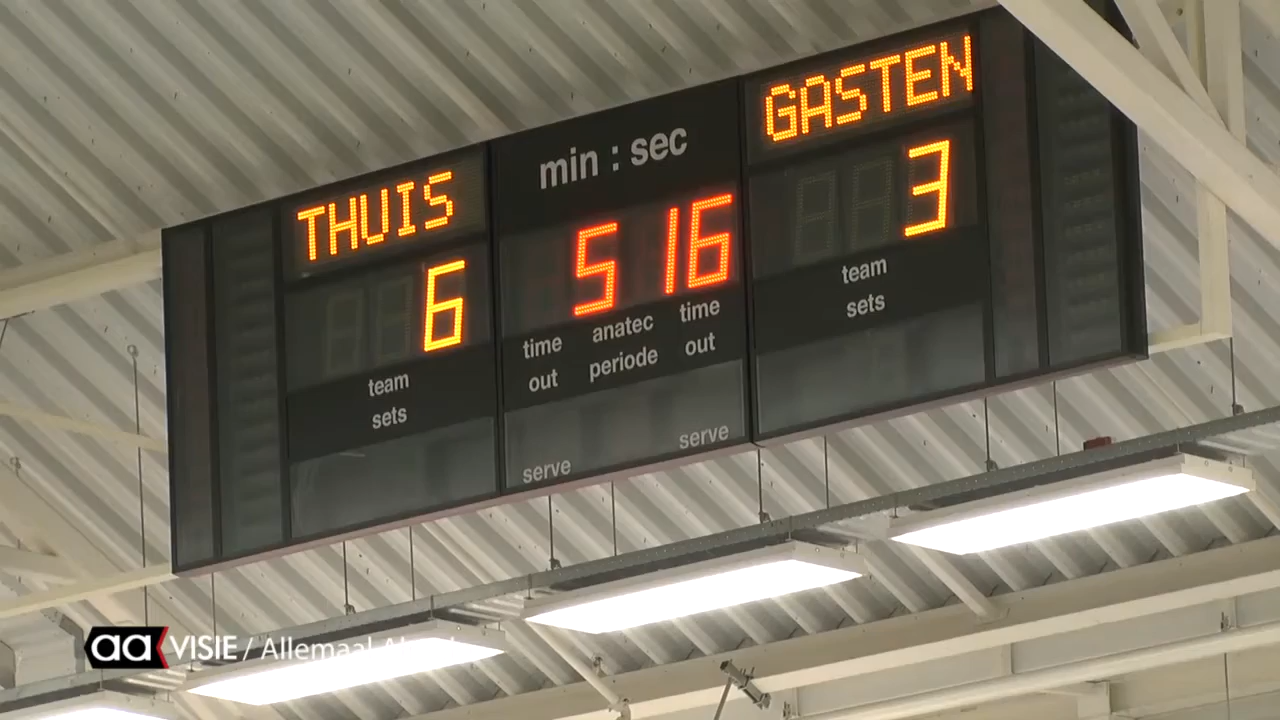 THUIS
6
team
sets
min : sec
5 16
time
out
anatec
periode
time
out
serve
serve
GASTEN
3
team
sets
aa VISIE / Allemaal